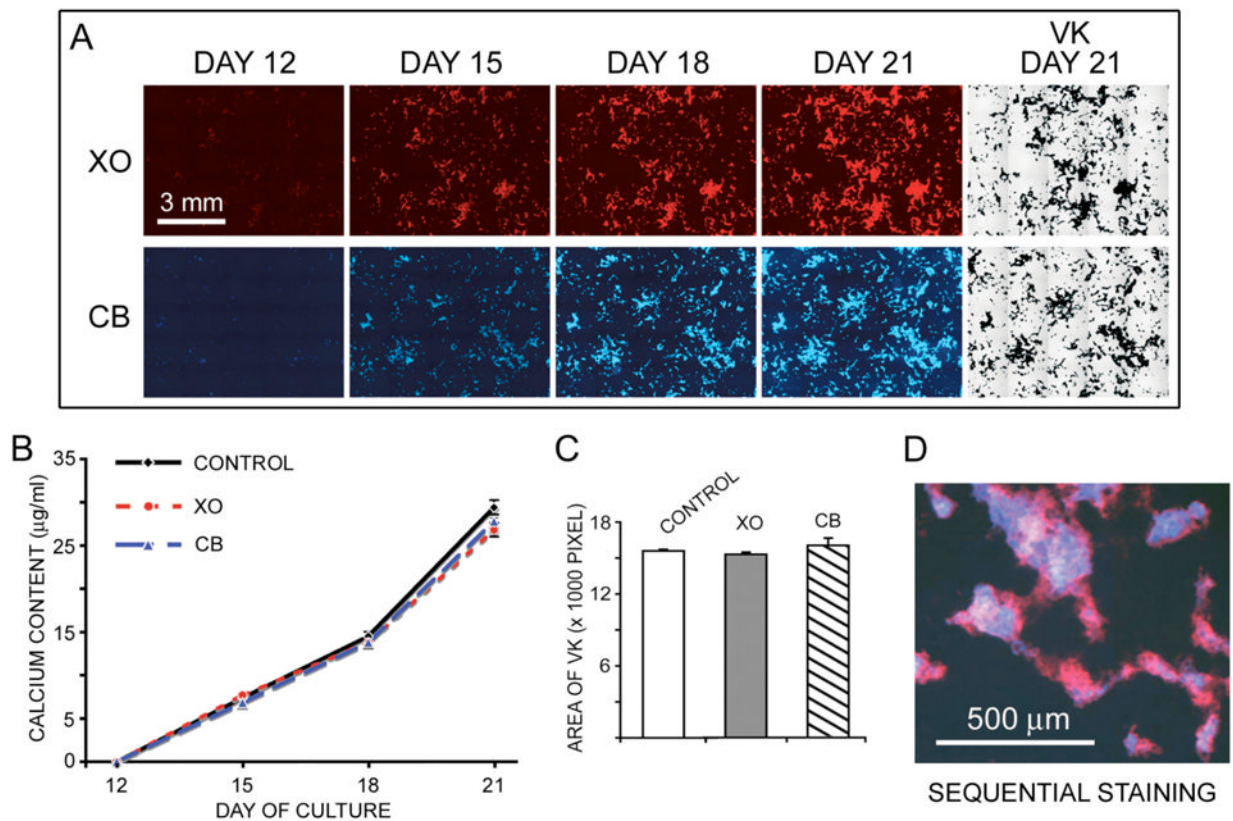 A
DAY 12
DAY 15
DAY 18
DAY 21
VK
DAY 21
XO
3 mm
CB
B
CALCIUM CONTENT (µg/ml)
35
25
15
5
0
CONTROL
XO
CB
12
15
18
21
DAY OF CULTURE
C
AREA OF VK (x 1000 PIXEL)
18
14
6
CONTROL
XO
CB
D
500 µm
SEQUENTIAL STAINING